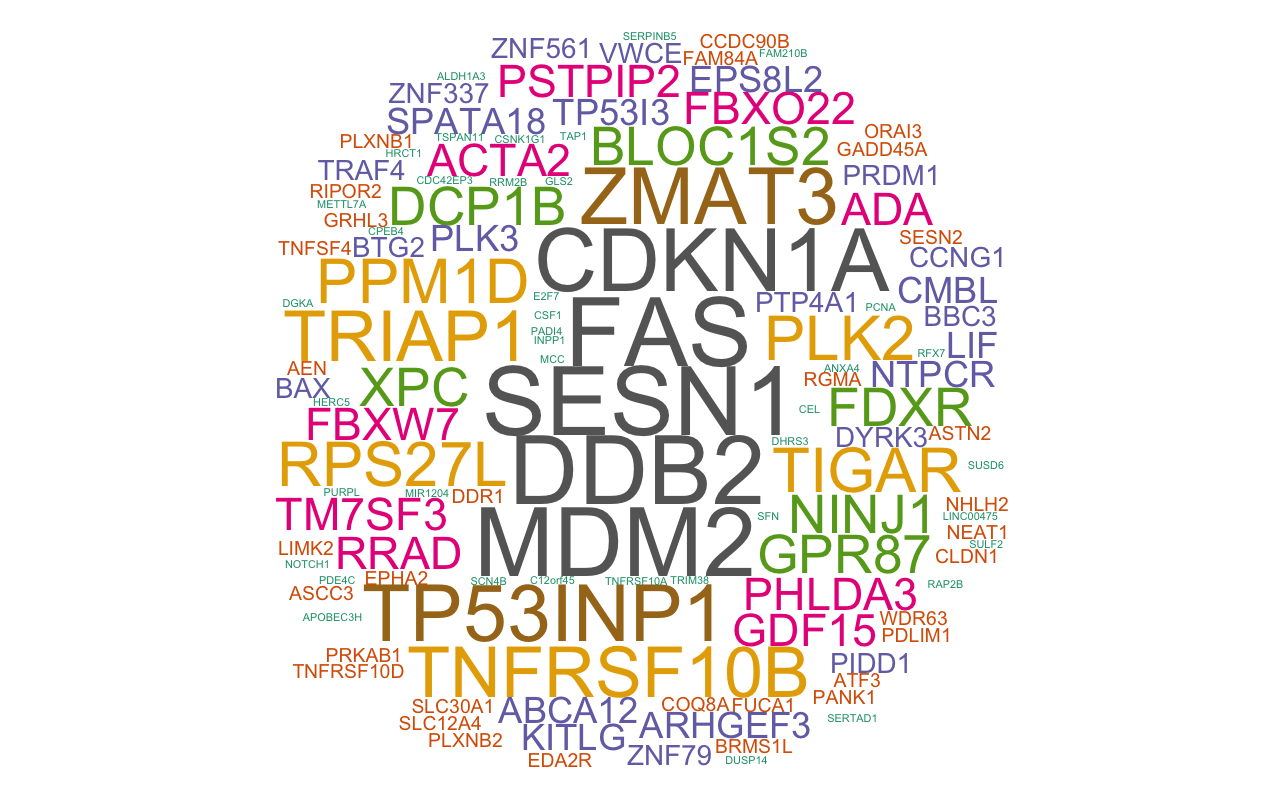 SERPINB5
CCDC90B
ZNF561
VWCE
FAM84A
FAM210B
ALDH1A3
PSTPIP2
EPS8L2
ZNF337
SPATA18
TP53I3
FBXO22
PLXNB1
TSPAN11
CSNK1G1
TAP1
BLOC1S2
ORAI3
GADD45A
HRCT1
ACTA2
TRAF4
CDC42EP3
RRM2B
GLS2
ZMAT3
PRDM1
RIPOR2
METTL7A
DCP1B
ADA
GRHL3
CPEB4
TNFSF4
BTG2
PLK3
CDKN1A
SESN2
CCNG1
PPM1D
DGKA
E2F7
PTP4A1
PCNA
CMBL
TRIAP1
CSF1
PADI4
INPP1
FAS
PLK2
BBC3
RFX7
LIF
MCC
AEN
BAX
XPC
SESN1
ANXA4
RGMA
NTPCR
HERC5
FBXW7
CEL
FDXR
DYRK3
ASTN2
DHRS3
RPS27L
DDB2
TIGAR
SUSD6
PURPL
MIR1204
DDR1
TM7SF3
MDM2
SFN
NINJ1
NHLH2
LINC00475
NEAT1
SULF2
LIMK2
RRAD
GPR87
CLDN1
NOTCH1
PDE4C
EPHA2
SCN4B
C12orf45
TNFRSF10A
TRIM38
RAP2B
ASCC3
APOBEC3H
TP53INP1
PHLDA3
GDF15
WDR63
PDLIM1
PRKAB1
TNFRSF10D
TNFRSF10B
PIDD1
ATF3
PANK1
SLC30A1
ABCA12
COQ8A
FUCA1
SLC12A4
ARHGEF3
SERTAD1
PLXNB2
KITLG
EDA2R
ZNF79
BRMS1L
DUSP14